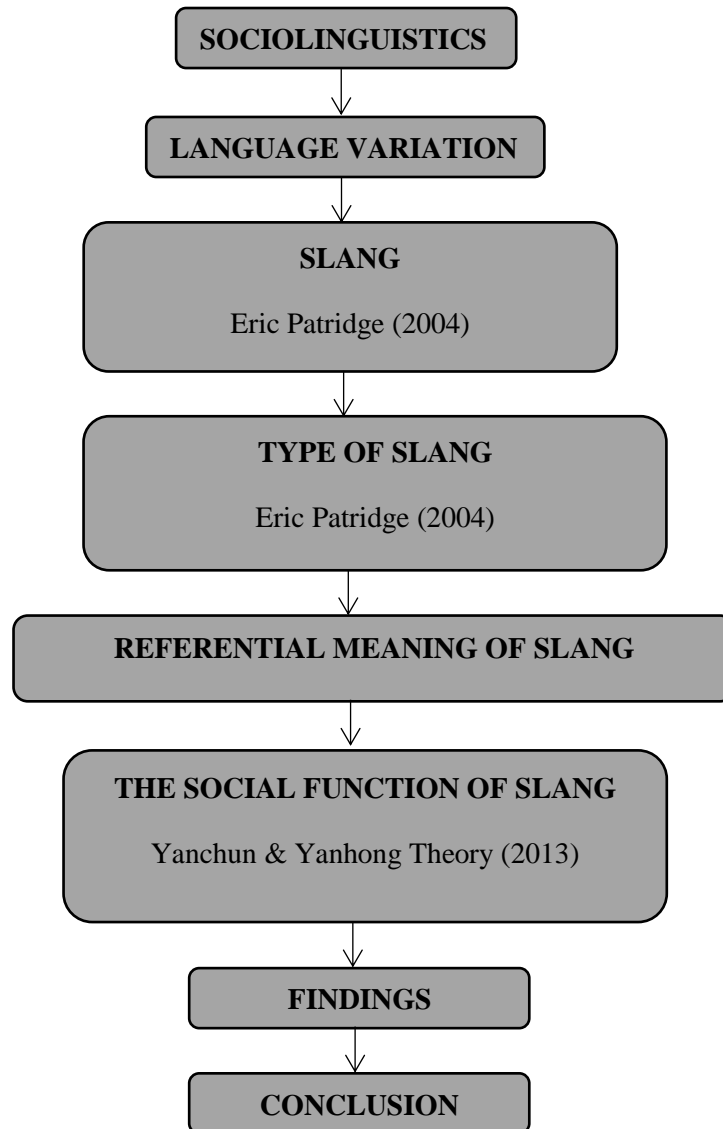 SOCIOLINGUISTICS
LANGUAGE VARIATION
SLANG
Eric Patridge (2004)
TYPE OF SLANG
Eric Patridge (2004)
REFERENTIAL MEANING OF SLANG
THE SOCIAL FUNCTION OF SLANG
Yanchun & Yanhong Theory (2013)
FINDINGS
CONCLUSION